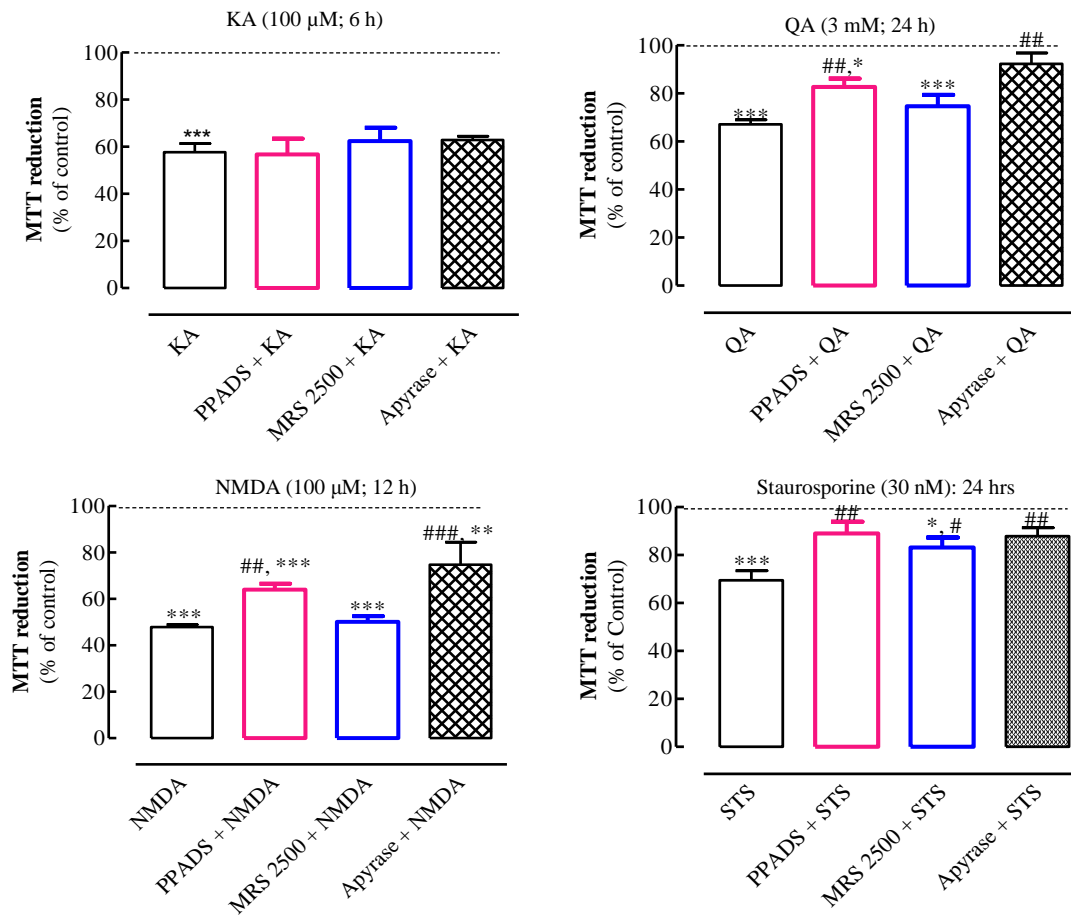 KA (100 µM; 6 h)
MTT reduction
(% of control)
100
80
60
40
20
0
***
KA
PPADS + KA
MRS 2500 + KA
Apyrase + KA
QA (3 mM; 24 h)
MTT reduction
(% of control)
100
80
60
40
20
0
***
##,*
***
##
QA
PPADS + QA
MRS 2500 + QA
Apyrase + QA
NMDA (100 µM; 12 h)
MTT reduction
(% of control)
100
80
60
40
20
0
***
##, ***
***
###, **
NMDA
PPADS + NMDA
MRS 2500 + NMDA
Apyrase + NMDA
Staurosporine (30 nM): 24 hrs
MTT reduction
(% of Control)
100
80
60
40
20
0
***
##
*, #
##
STS
PPADS + STS
MRS 2500 + STS
Apyrase + STS